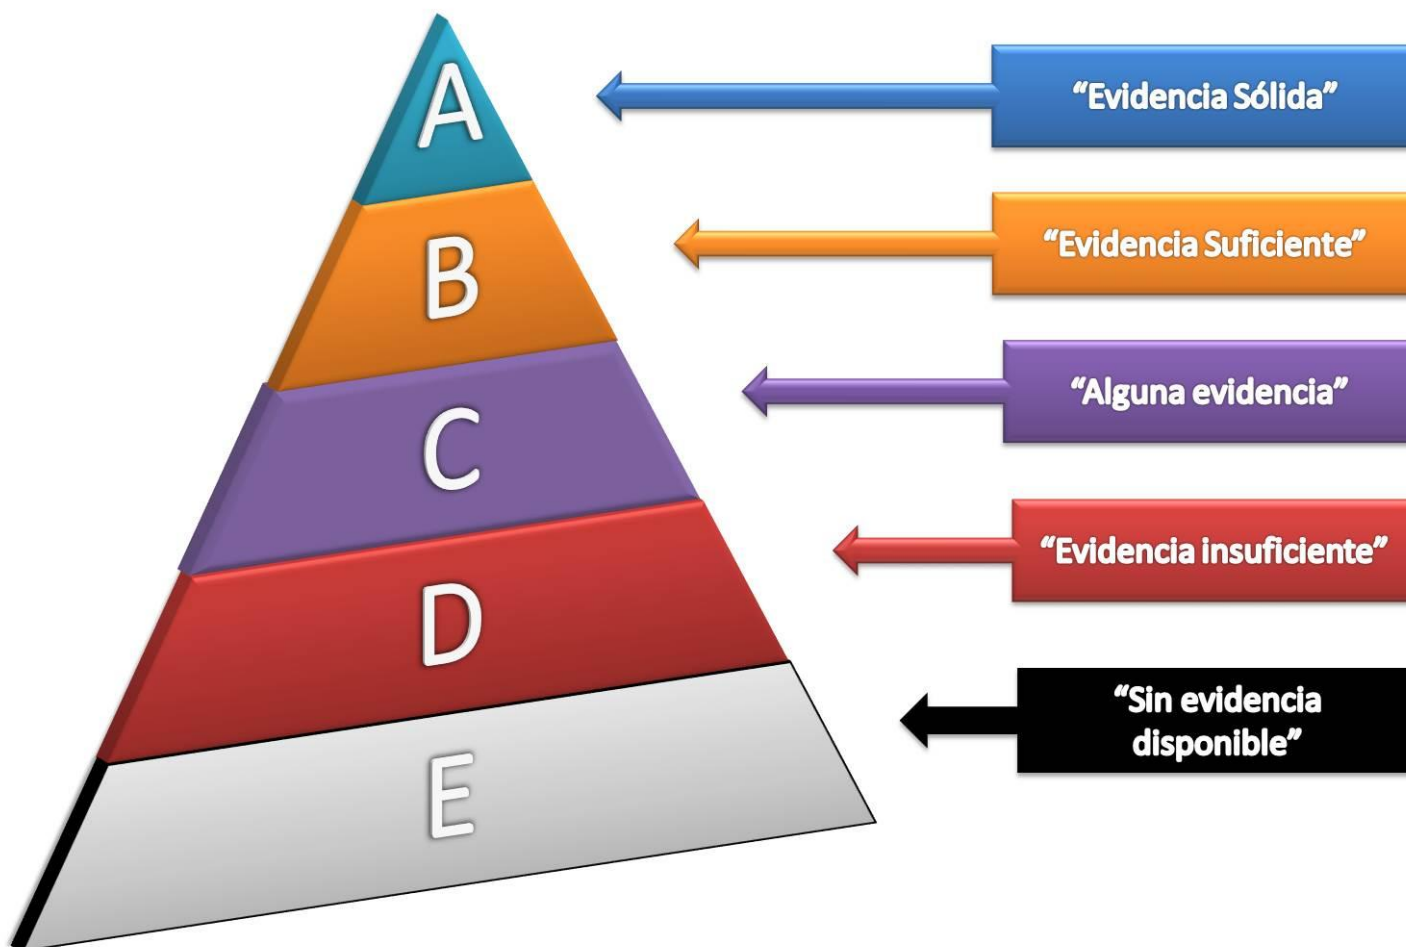 A
“Evidencia Sólida”
B
“Evidencia Suficiente”
C
“Alguna evidencia”
D
“Evidencia insuficiente”
E
“Sin evidencia
disponible”